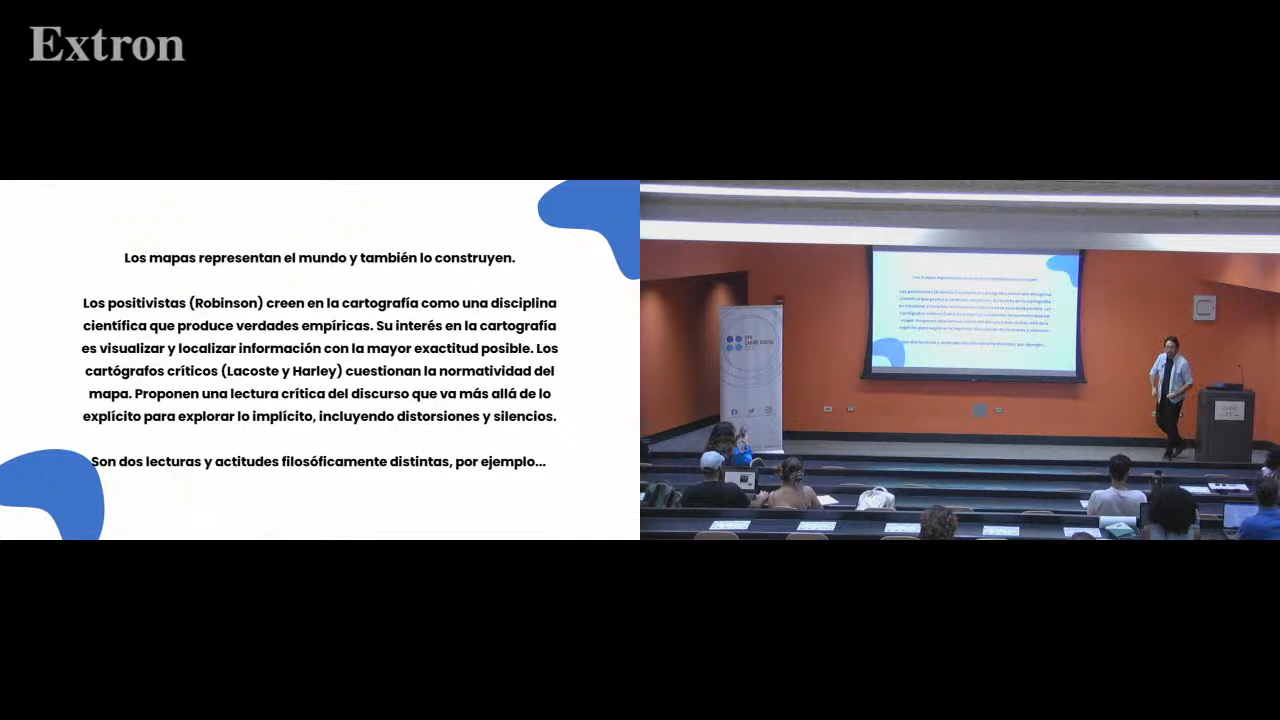 Extron
Los mapas representan el mundo y también lo construyen.
Los positivistas (Robinson) creen en la cartografía como una disciplina
científica que produce verdades empíricas. Su interés en la cartografía
es visualizar y localizar información con la mayor exactitud posible. Los
cartógrafos críticos (Lacoste y Harley) cuestionan la normatividad del
mapa. Proponen una lectura crítica del discurso que va más allá de lo
explícito para explorar lo implícito, incluyendo distorsiones y silencios.
Son dos lecturas y actitudes filosóficamente distintas, por ejemplo...
CARIBE DIGITAL